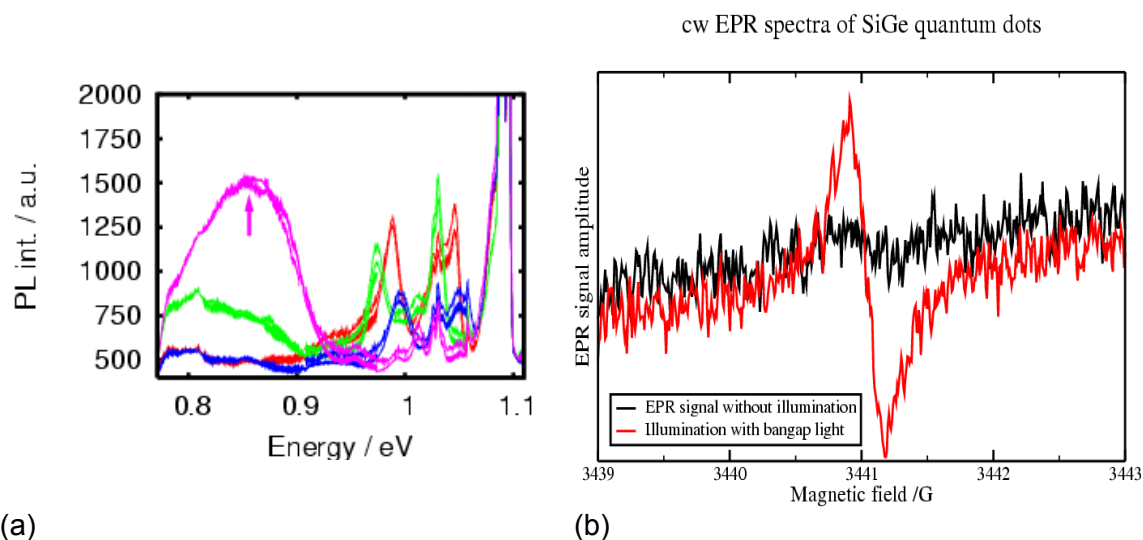 cw EPR spectra of SiGe quantum dots
2000
1750
1500
1250
1000
750
500
PL int. / a.u.
0.8 0.9 1 1.1
Energy / eV
EPR signal amplitude
EPR signal without illumination
Illumination with bangap light
3439 3440 3441 3442 3443
Magnetic field /G
(a) (b)